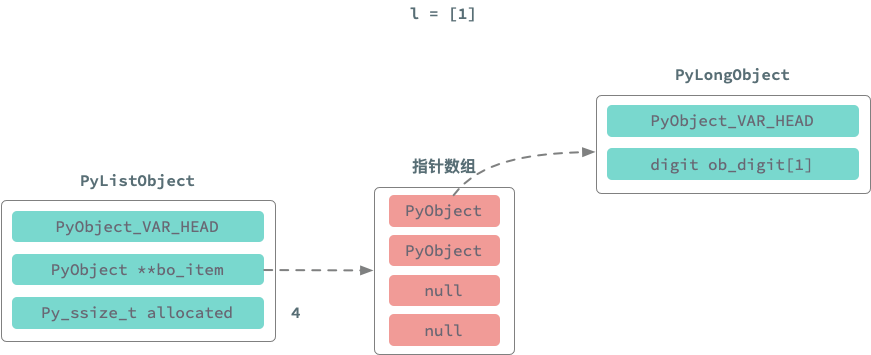 l = [1]
PyLongObject
PyObject_VAR_HEAD
digit ob_digit[1]
指针数组
PyObject
PyObject
null
null
PyListObject
PyObject_VAR_HEAD
PyObject **bo_item
Py_ssize_t allocated
4